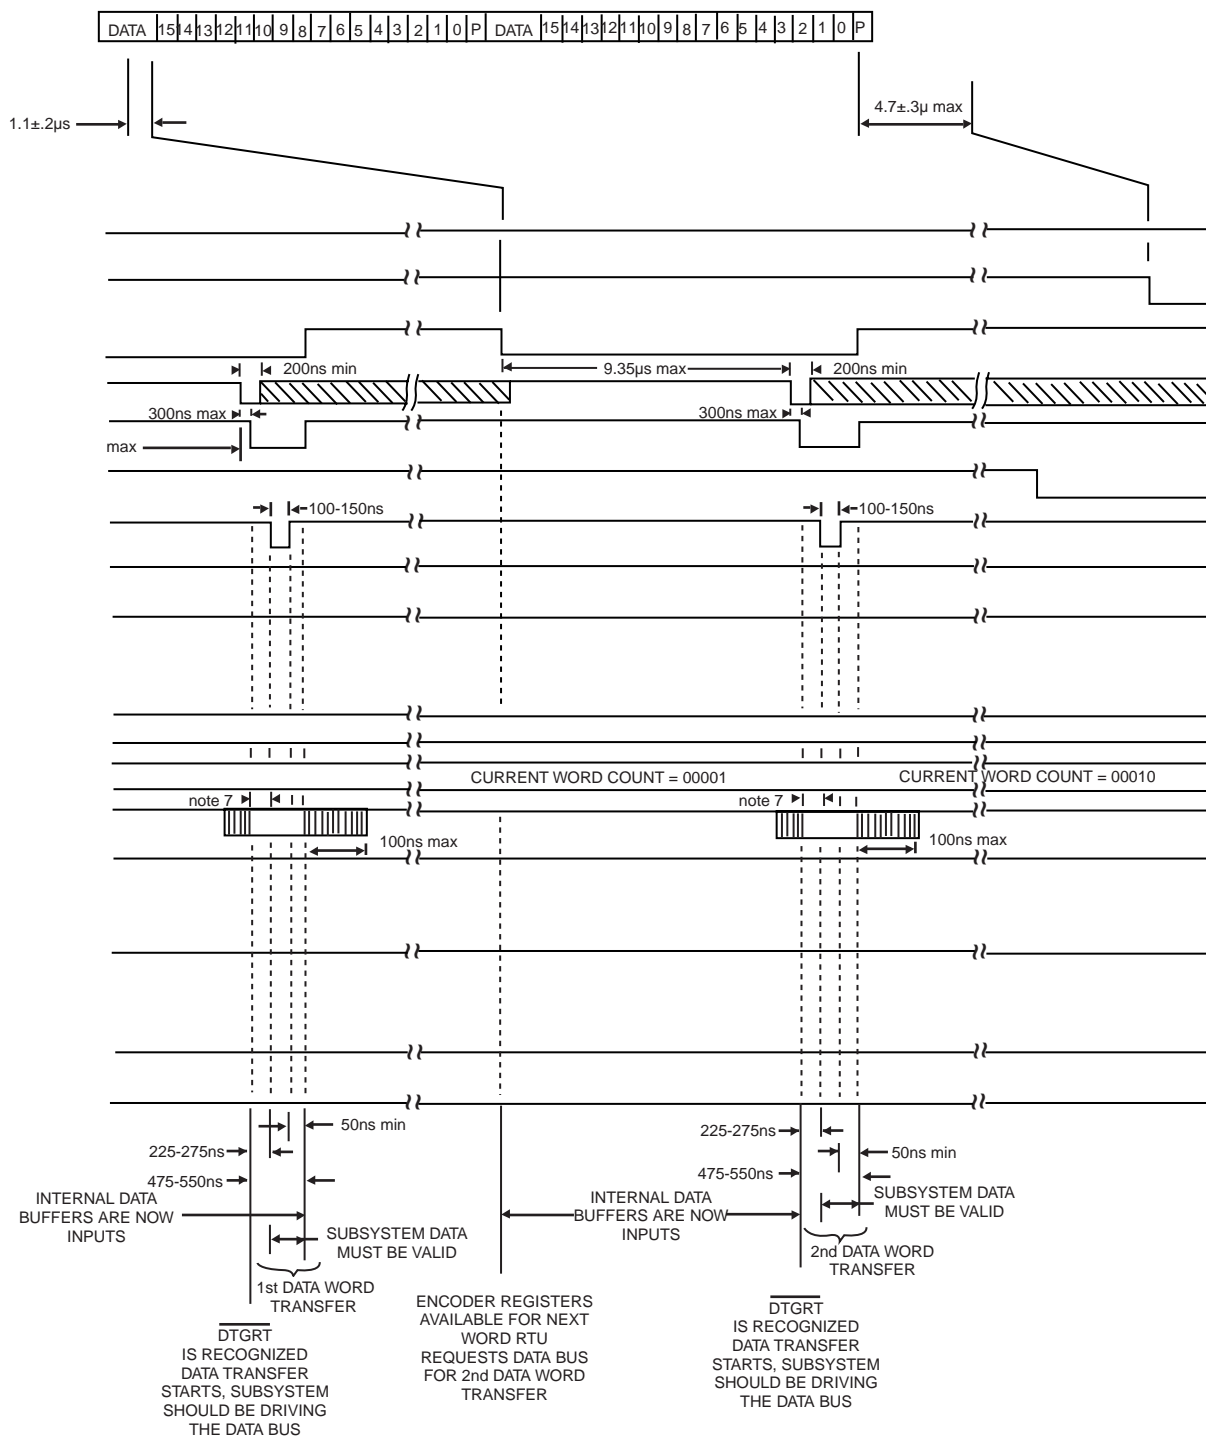 DATA 15 14 13 12 11 10 9 8 7 6 5 4 3 2 1 0 P DATA 15 14 13 12 11 10 9 8 7 6 5 4 3 2 1 0 P
1.1±.2µs
4.7±.3µ max
200ns min
9.35µs max
200ns min
300ns max
300ns max
max
100-150ns
100-150ns
CURRENT WORD COUNT = 00001
CURRENT WORD COUNT = 00010
note 7
note 7
100ns max
100ns max
50ns min
225-275ns
225-275ns
50ns min
475-550ns
475-550ns
INTERNAL DATA
BUFFERS ARE NOW
INPUTS
INTERNAL DATA
BUFFERS ARE NOW
INPUTS
SUBSYSTEM DATA
MUST BE VALID
SUBSYSTEM DATA
MUST BE VALID
1st DATA WORD
TRANSFER
2nd DATA WORD
TRANSFER
DTGRT
IS RECOGNIZED
DATA TRANSFER
STARTS, SUBSYSTEM
SHOULD BE DRIVING
THE DATA BUS
ENCODER REGISTERS
AVAILABLE FOR NEXT
WORD RTU
REQUESTS DATA BUS
FOR 2nd DATA WORD
TRANSFER
DTGRT
IS RECOGNIZED
DATA TRANSFER
STARTS, SUBSYSTEM
SHOULD BE DRIVING
THE DATA BUS